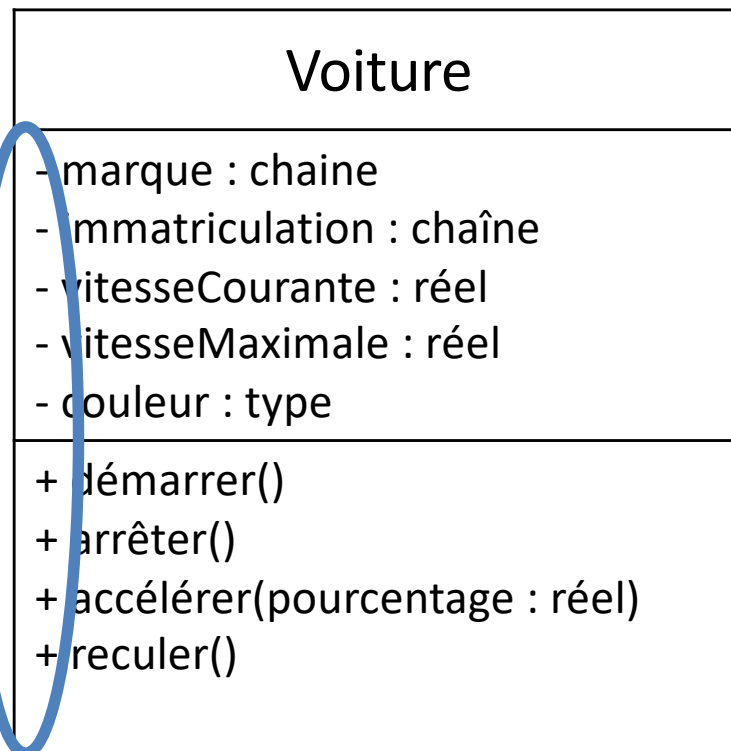 Voiture
- marque : chaine
- immatriculation : chaîne
- vitesseCourante : réel
- vitesseMaximale : réel
- couleur : type
+ démarrer()
+ arrêter()
+ accélérer(pourcentage : réel)
+ reculer()